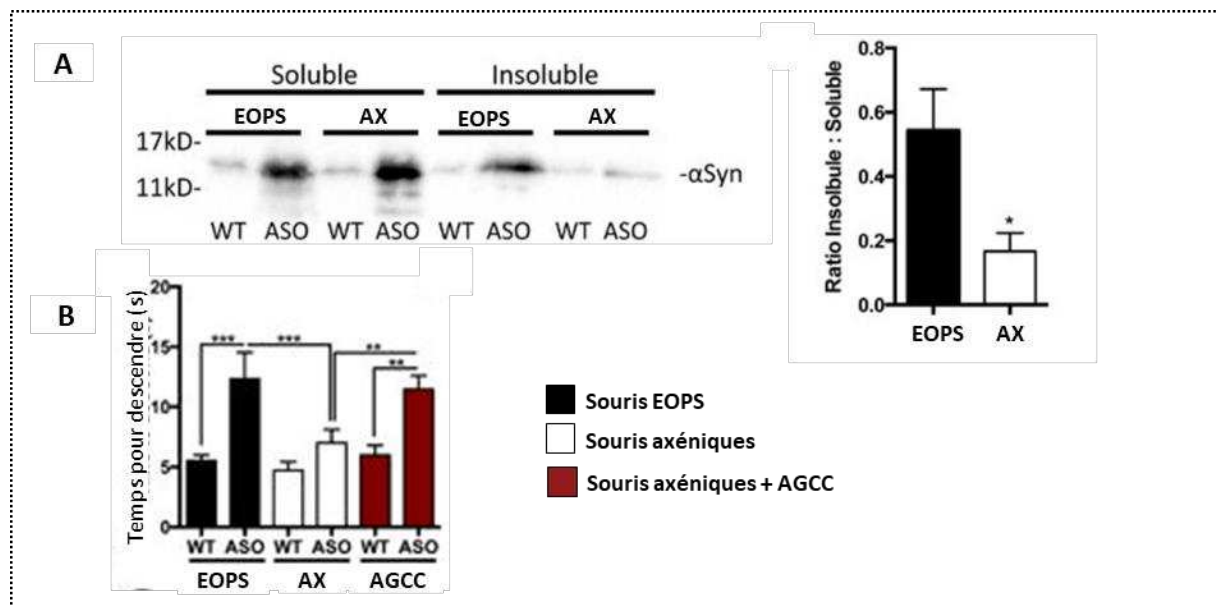 A
Soluble Insoluble
EOPS AX EOPS AX
17kD-
11kD-
-αSyn
WT ASO WT ASO WT ASO WT ASO
Ratio Insolbule : Soluble
0.8
0.6
0.4
0.2
0.0
*
EOPS AX
B
Temps pour descendre (s)
20
15
10
5
0
*** *** **
**
WT ASO WT ASO WT ASO
EOPS AX AGCC
Souris EOPS
Souris axéniques
Souris axéniques + AGCC